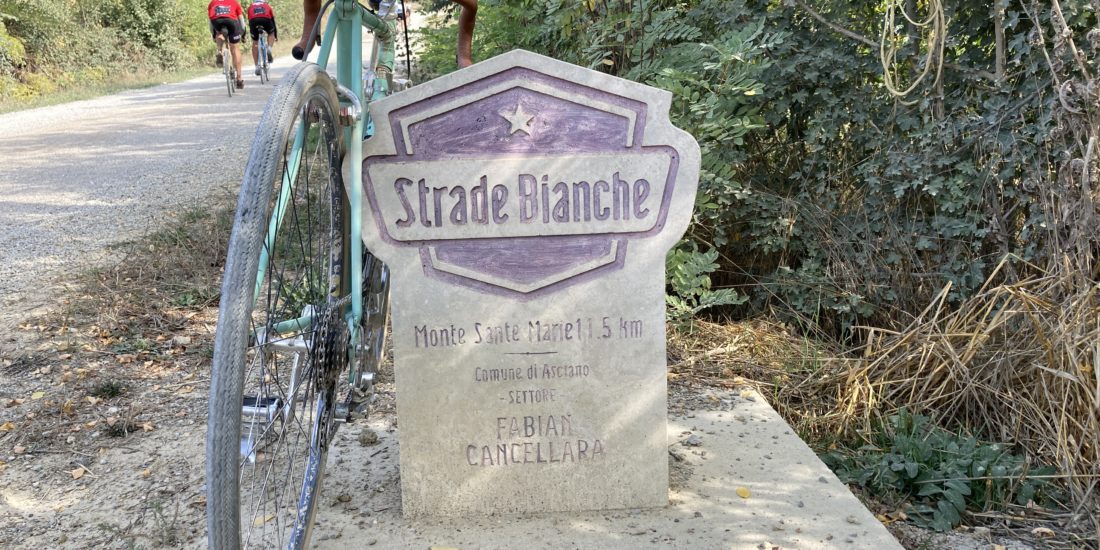 Strade Bianche
Monte Sante Marie 11.5 km
Comune di Asciano
- SETTORE -
FABIAN
CANCELLARA